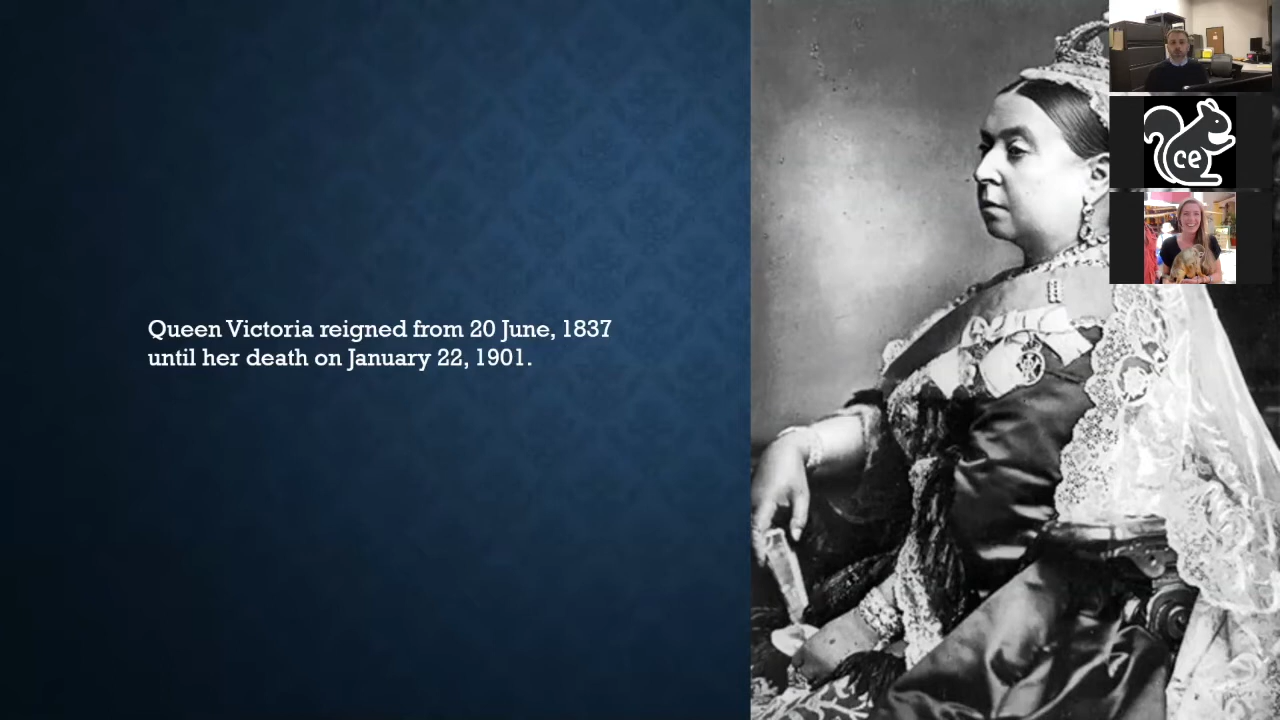 Queen Victoria reigned from 20 June, 1837
until her death on January 22, 1901.
ce